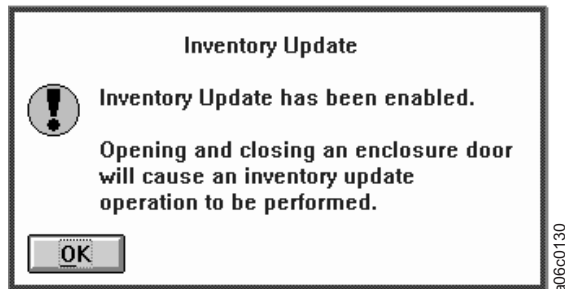 Inventory Update
Inventory Update has been enabled.
Opening and closing an enclosure door
will cause an inventory update
operation to be performed.
OK
a06c0130